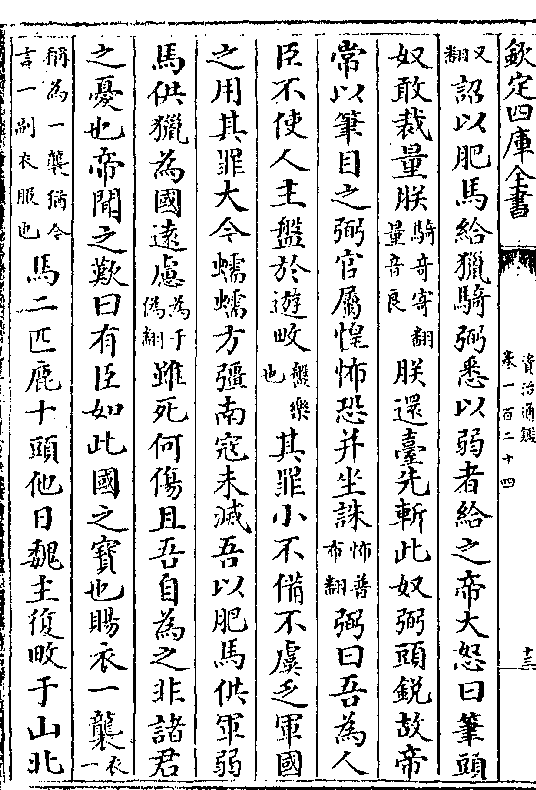 欽定四庫全書
資治通鑑
卷一百二十四
十三
又翻詔以肥馬給獵騎弼悉以弱者給之帝大怒曰筆頭
奴敢裁量朕騎奇寄翻量音良朕還臺先斬此奴弼頭銳故帝
常以筆目之弼官屬惶怖恐并坐誅怖普布翻弼曰吾為人
臣不使人主盤於遊畋盤樂也其罪小不備不虞乏軍國
之用其罪大今蠕蠕方彊南寇未滅吾以肥馬供軍弱
馬供獵為國遠慮為于偽翻雖死何傷且吾自為之非諸君
之憂也帝聞之歎曰有臣如此國之寶也賜衣一襲衣一
稱為一襲猶今言一副衣服也馬二匹鹿十頭他日魏主復畋于山北